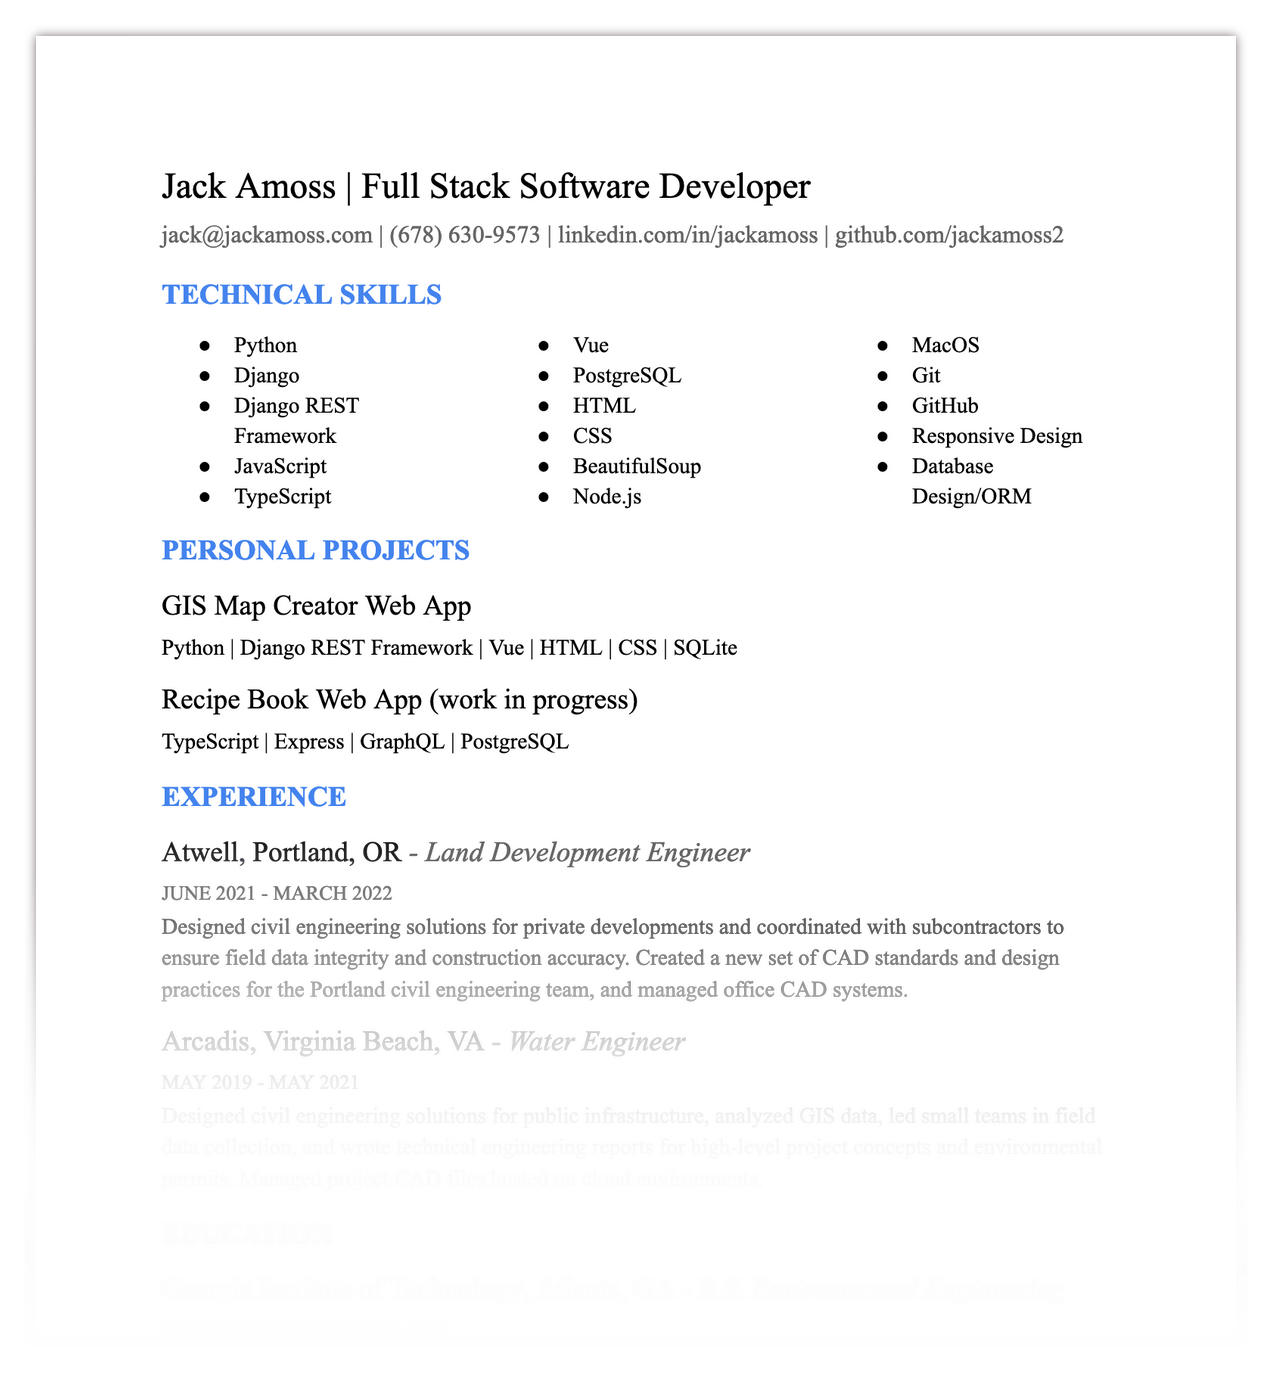 Jack Amoss | Full Stack Software Developer
jack@jackamoss.com | (678) 630-9573 | linkedin.com/in/jackamoss | github.com/jackamoss2
TECHNICAL SKILLS
● Python
● Django
● Django REST
Framework
● JavaScript
● TypeScript
● Vue
● PostgreSQL
● HTML
● CSS
● BeautifulSoup
● Node.js
● MacOS
● Git
● GitHub
● Responsive Design
● Database
Design/ORM
PERSONAL PROJECTS
GIS Map Creator Web App
Python | Django REST Framework | Vue | HTML | CSS | SQLite
Recipe Book Web App (work in progress)
TypeScript | Express | GraphQL | PostgreSQL
EXPERIENCE
Atwell, Portland, OR - Land Development Engineer
JUNE 2021 - MARCH 2022
Designed civil engineering solutions for private developments and coordinated with subcontractors to
ensure field data integrity and construction accuracy. Created a new set of CAD standards and design
practices for the Portland civil engineering team, and managed office CAD systems.
Arcadis, Virginia Beach, VA - Water Engineer
MAY 2019 - MAY 2021
Designed civil engineering solutions for public infrastructure, analyzed GIS data, led small teams in field
data collection, and wrote technical engineering reports for high-level project concepts and environmental
permits. Managed project CAD files hosted on cloud environments.
EDUCATION